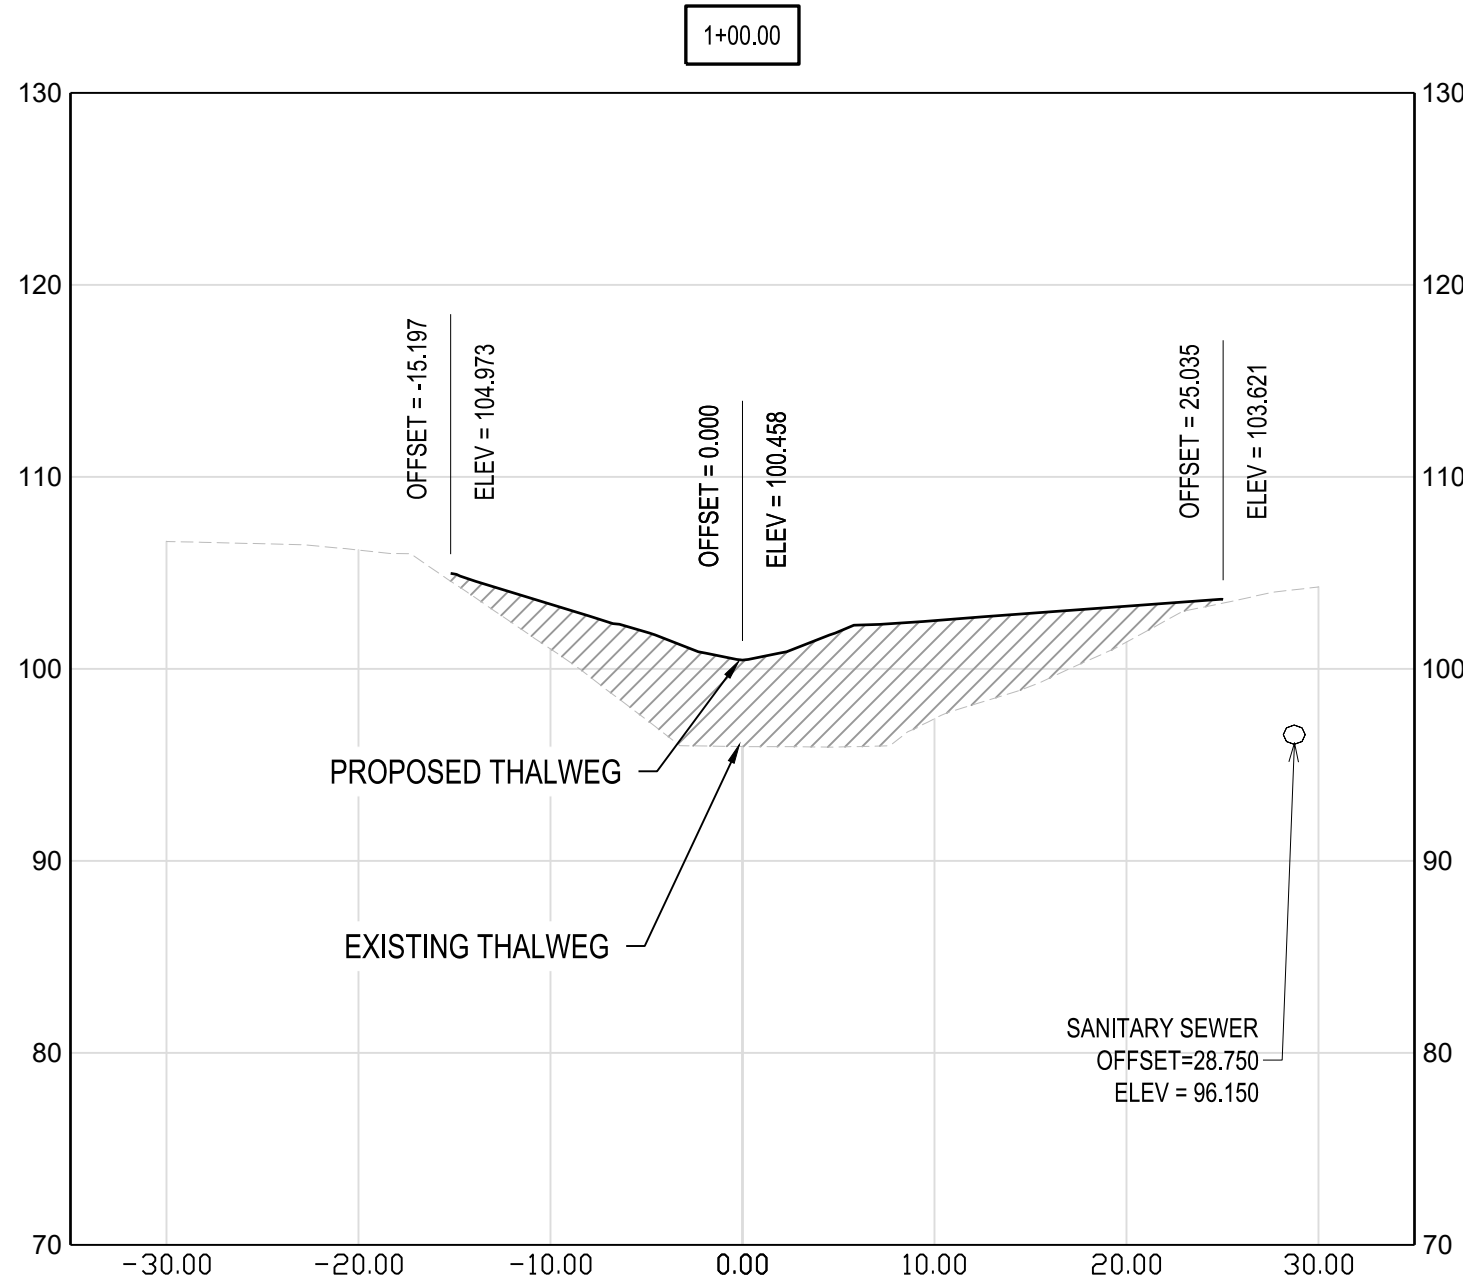 1+00.00
130
130
120
120
OFFSET = -15.197
ELEV = 104.973
OFFSET = 0.000
ELEV = 100.458
OFFSET = 25.035
ELEV = 103.621
110
110
100
100
PROPOSED THALWEG
90
90
EXISTING THALWEG
SANITARY SEWER
OFFSET=28.750
ELEV = 96.150
80
80
70
70
-30.00
-20.00
-10.00
0.00
10.00
20.00
30.00